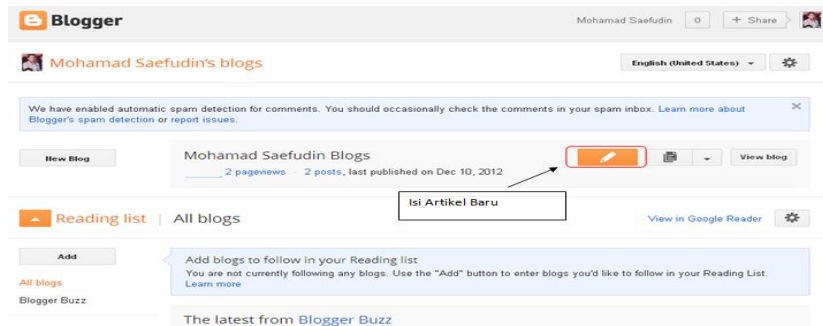 Blogger
Mohamad Saefudin 0 + Share
Mohamad Saefudin's blogs English (United States)
We have enabled automatic spam detection for comments. You should occasionally check the comments in your spam inbox. Learn more about
Blogger's spam detection or report issues.
New Blog Mohamad Saefudin Blogs View blog
2 pageviews 2 posts, last published on Dec 10, 2012
Isi Artikel Baru
Reading list | All blogs View in Google Reader
Add Add blogs to follow in your Reading list
You are not currently following any blogs. Use the "Add" button to enter blogs you'd like to follow in your Reading List.
All blogs Learn more
Blogger Buzz
The latest from Blogger Buzz